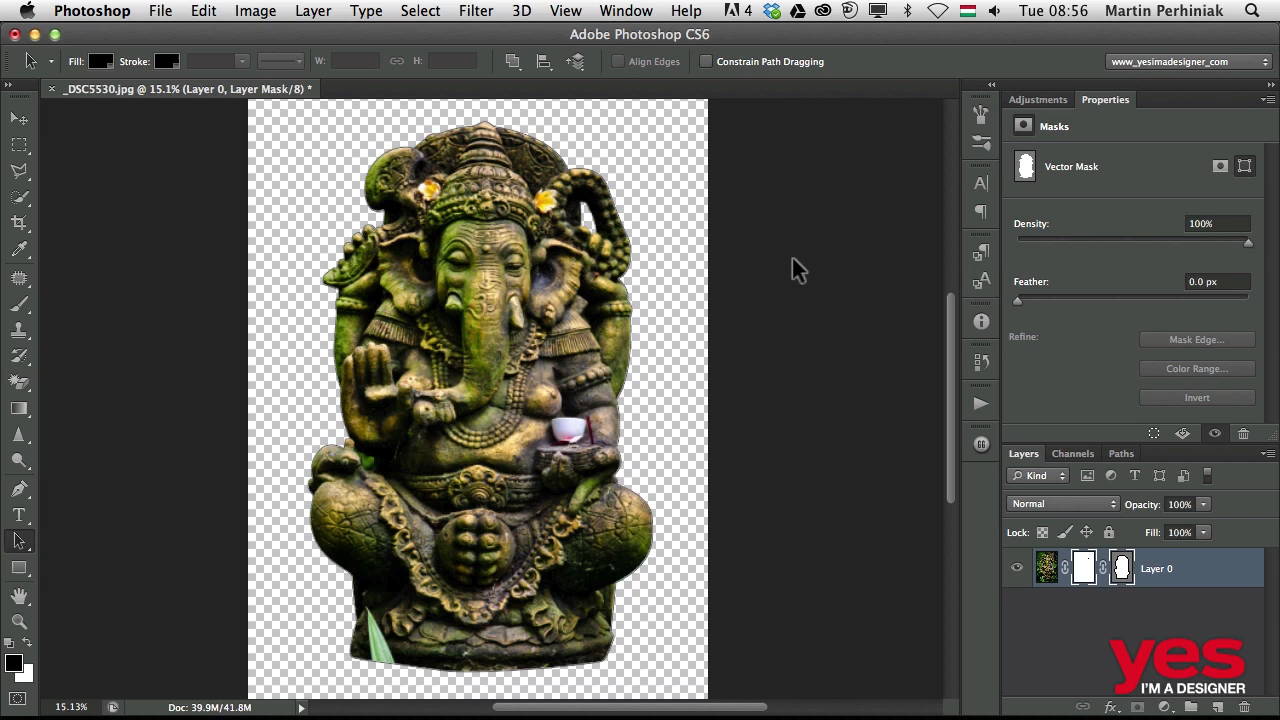 Photoshop File Edit Image Layer Type Select Filter 3D View Window Help 4 Tue 08:56 Martin Perhiniak
Adobe Photoshop CS6
Fill: Stroke: W: H: Align Edges Constrain Path Dragging www_yesimadesigner_com
_DSC5530.jpg @ 15.1% (Layer 0, Layer Mask/8) *
Adjustments Properties
Masks
Vector Mask
Density: 100%
Feather: 0.0 px
Refine: Mask Edge...
Color Range...
Invert
Layers Channels Paths
Kind
Normal Opacity: 100%
Lock: Fill: 100%
Layer 0
yes
I'M A DESIGNER
15.13% Doc: 39.9M/41.8M